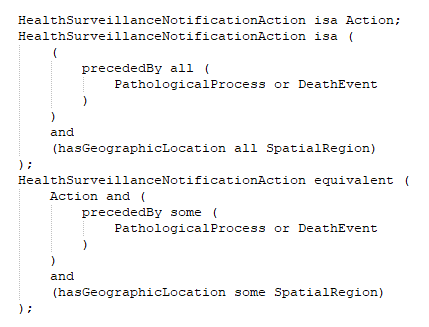 HealthSurveillanceNotificationAction isa Action;
HealthSurveillanceNotificationAction isa (
(
precededBy all (
PathologicalProcess or DeathEvent
)
)
and
(hasGeographicLocation all SpatialRegion)
);
HealthSurveillanceNotificationAction equivalent (
Action and (
precededBy some (
PathologicalProcess or DeathEvent
)
)
and
(hasGeographicLocation some SpatialRegion)
);